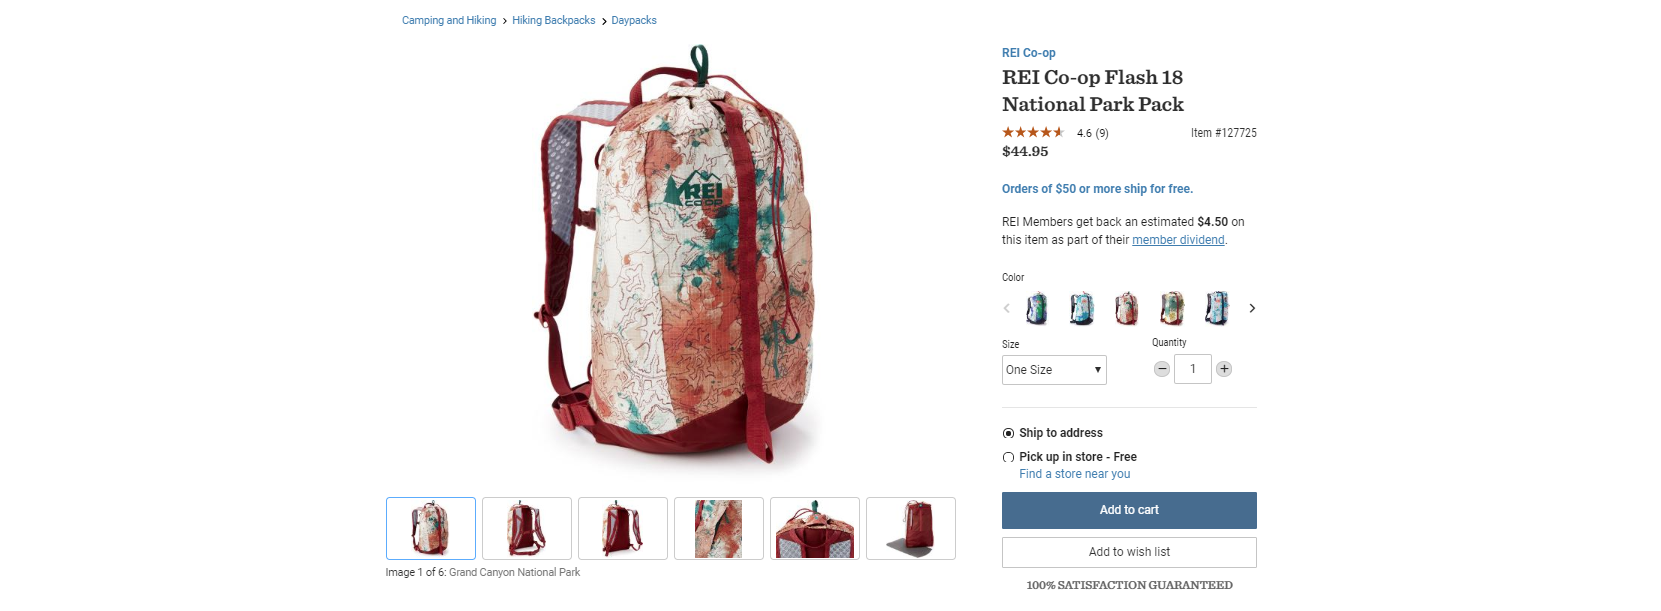 Camping and Hiking > Hiking Backpacks > Daypacks
REI
CO·OP
Image 1 of 6: Grand Canyon National Park
REI Co-op
REI Co-op Flash 18
National Park Pack
4.6 (9)
Item #127725
$44.95
Orders of $50 or more ship for free.
REI Members get back an estimated $4.50 on
this item as part of their member dividend.
Color
Size
Quantity
One Size
1
Ship to address
Pick up in store - Free
Find a store near you
Add to cart
Add to wish list
100% SATISFACTION GUARANTEED